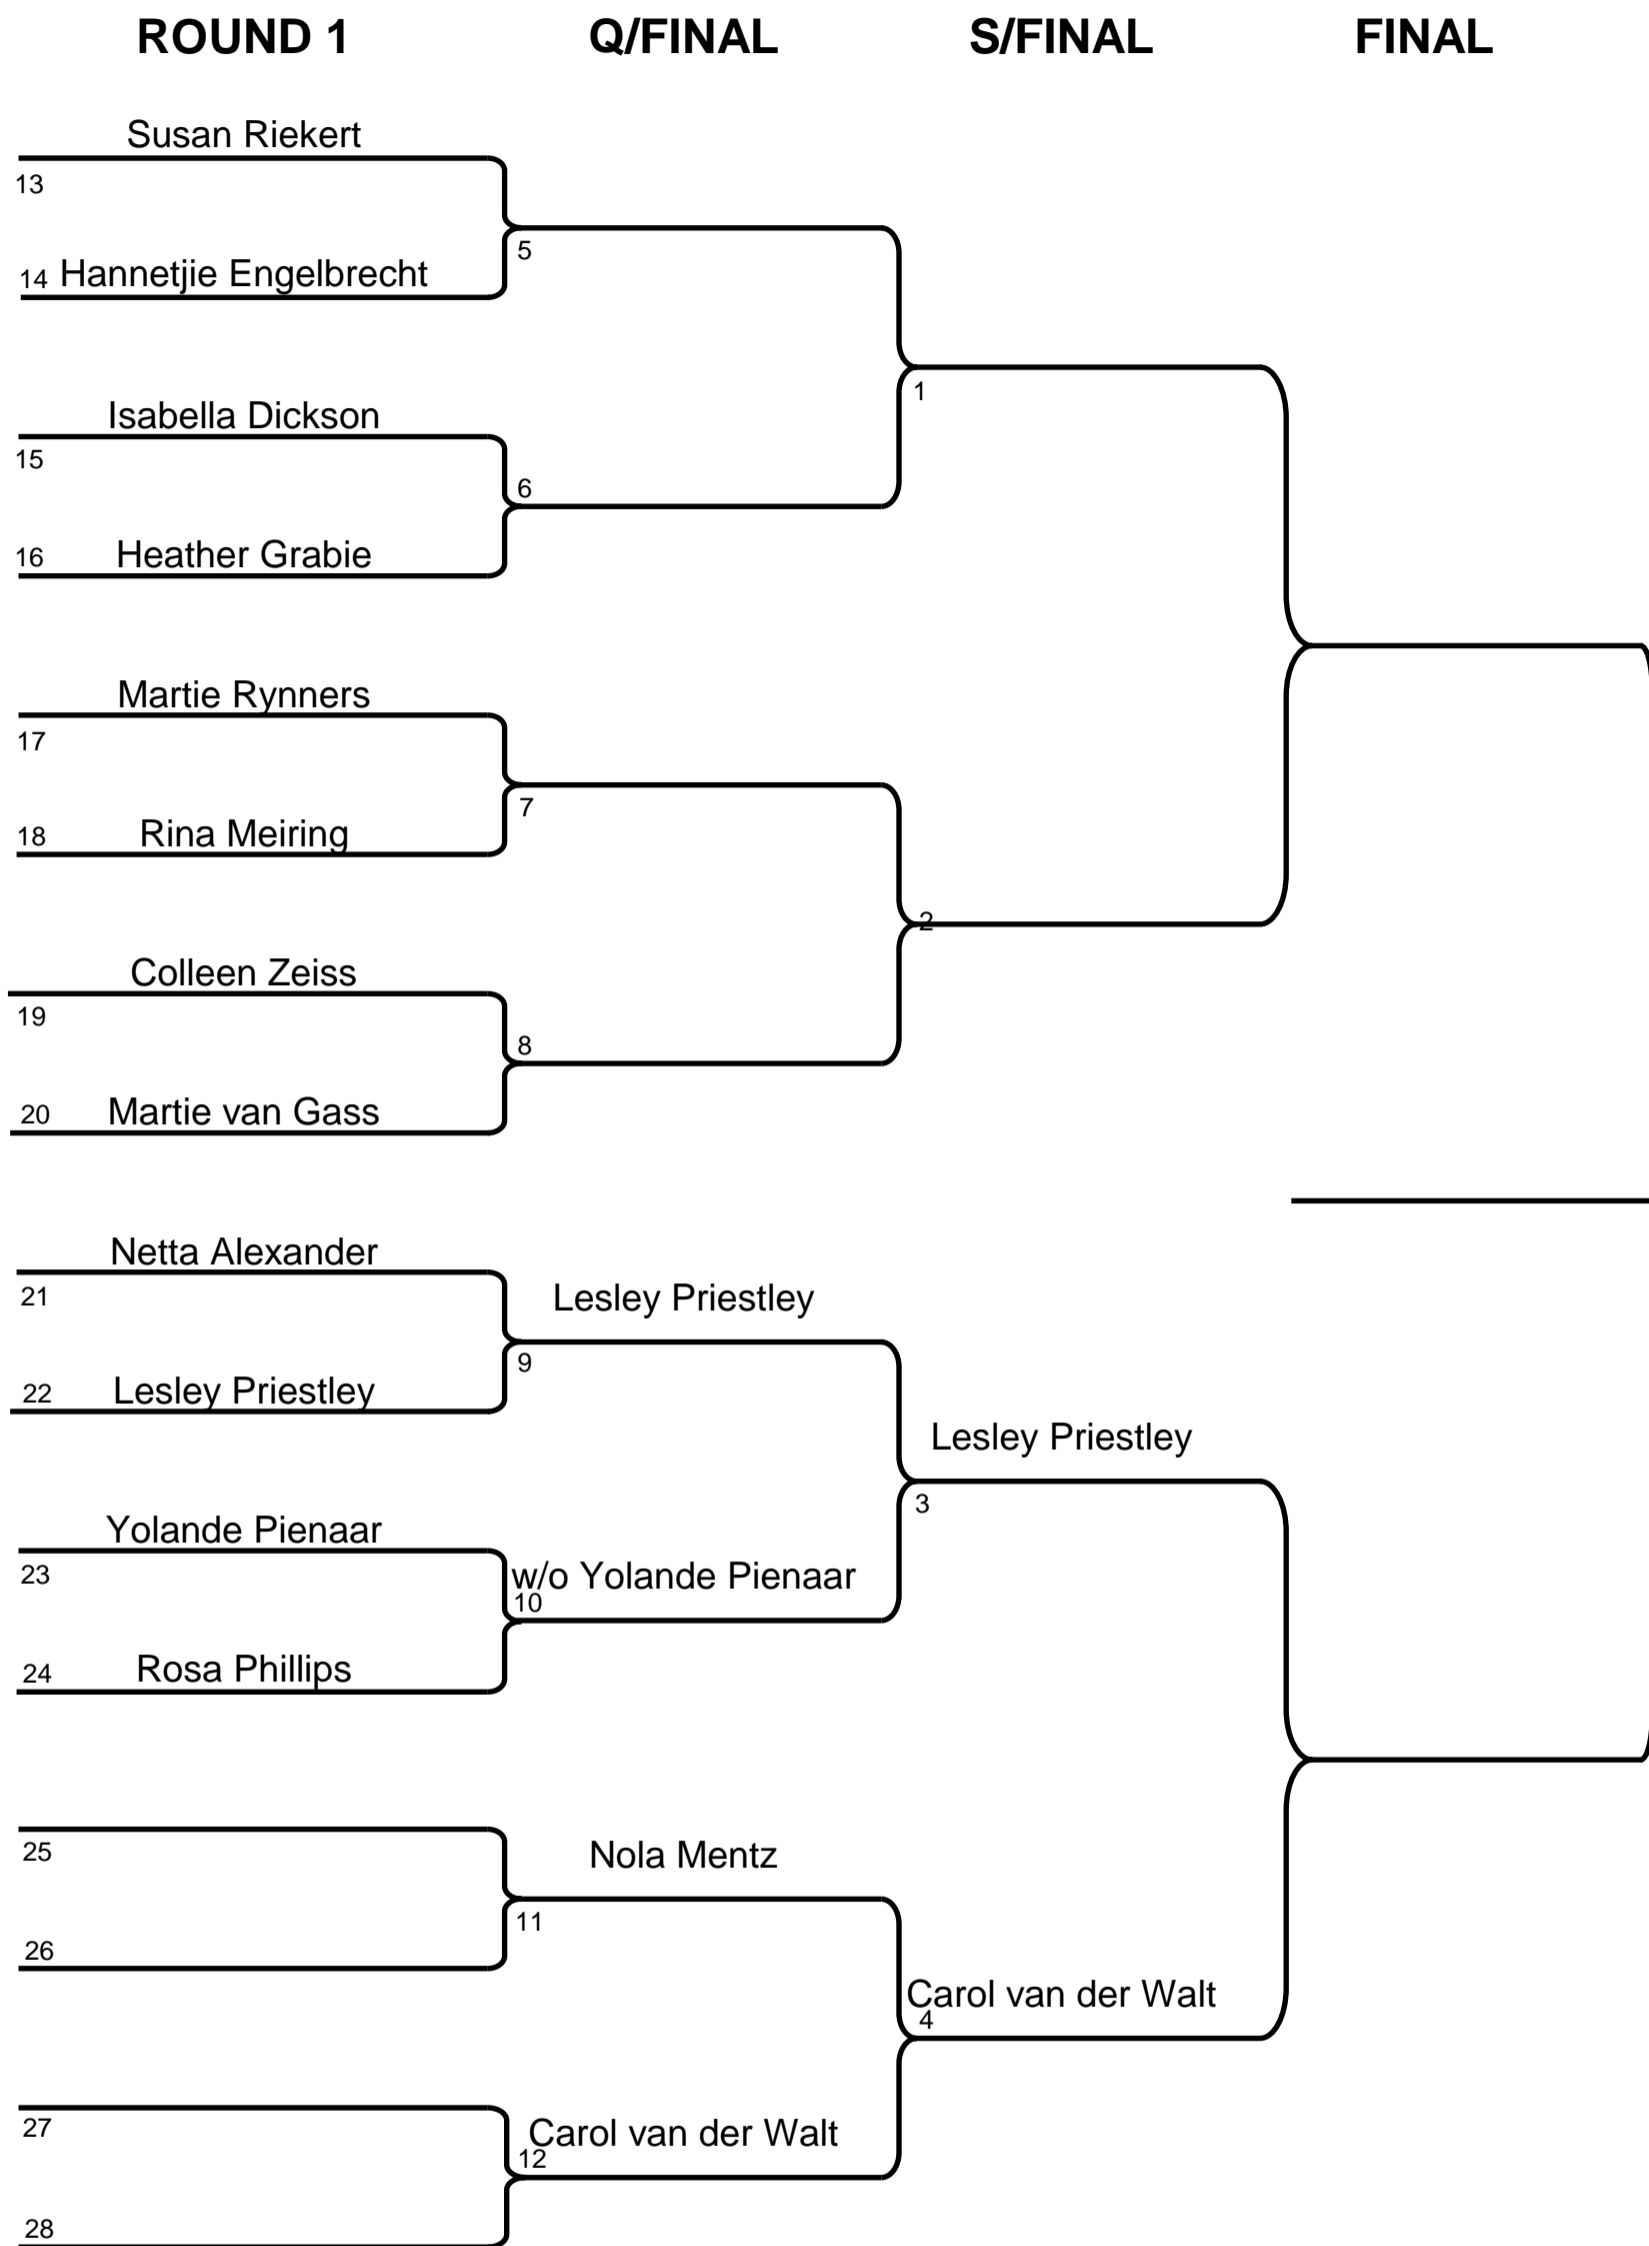 ROUND 1 Q/FINAL S/FINAL FINAL
Susan Riekert
13
5
14 Hannetjie Engelbrecht
1
Isabella Dickson
15
6
16 Heather Grabie
Martie Rynners
17
7
18 Rina Meiring
2
Colleen Zeiss
19
8
20 Martie van Gass
Netta Alexander
21 Lesley Priestley
9
22 Lesley Priestley
Lesley Priestley
3
Yolande Pienaar
23 w/o Yolande Pienaar
10
24 Rosa Phillips
25 Nola Mentz
11
26
Carol van der Walt
4
27 Carol van der Walt
12
28